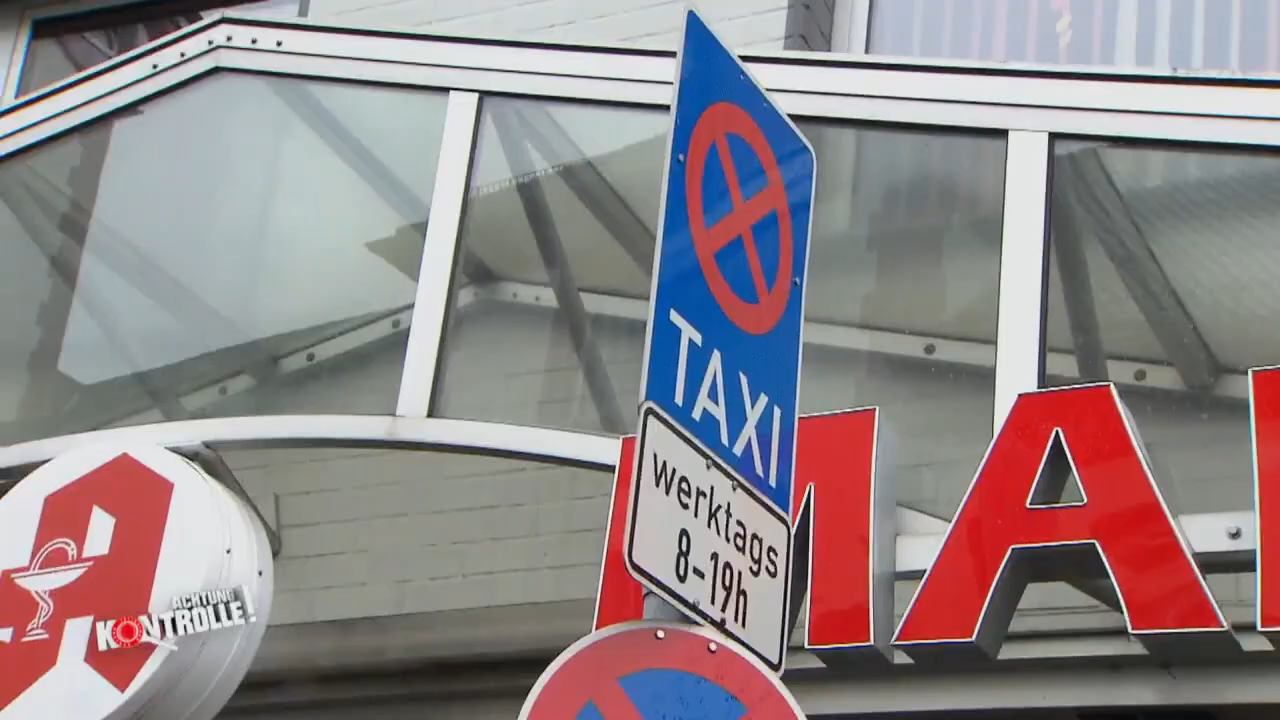 TAXI
werktags
8-19h
MA
ACHTUNG
KONTROLLE!